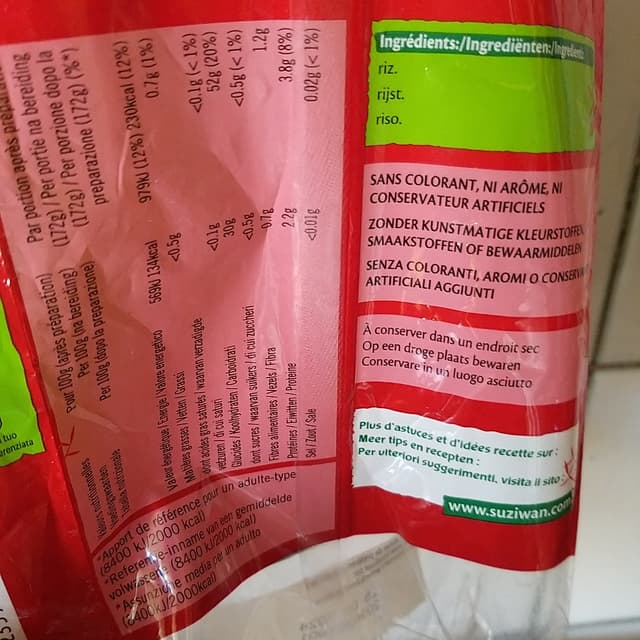 Ingrédients:/Ingrediënten:/Ingredienti:
riz.
rijst.
riso.
SANS COLORANT, NI ARÔME, NI
CONSERVATEUR ARTIFICIELS
ZONDER KUNSTMATIGE KLEURSTOFFEN,
SMAAKSTOFFEN OF BEWAARMIDDELEN
SENZA COLORANTI, AROMI O CONSERVA
ARTIFICIALI AGGIUNTI
À conserver dans un endroit sec
Op een droge plaats bewaren
Conservare in un luogo asciutto
Plus d'astuces et d'idées recette sur :
Meer tips en recepten :
Per ulteriori suggerimenti, visita il sito :
www.suziwan.com
Par portion après prépara
(172g) / Per portie na bereiding
(172g) / Per porzione dopo la
preparazione (172g) (%*)
Pour 100g (après préparation)
Per 100g (na bereiding)
Per 100g (dopo la preparazione)
Valeurs nutritionnelles
Voedingswaarden
Valeur énergétique / Energie / Valore energetico 569kJ 134kcal 979kJ (12%) 230kcal (12%)
Matières grasses / Vetten / Grassi <0.5g 0.7g (1%)
dont acides gras saturés / waarvan verzadigde
vetzuren / di cui saturi <0.1g <0.1g (< 1%)
Glucides / Koolhydraten / Carboidrati 30g 52g (20%)
dont sucres / waarvan suikers / di cui zuccheri <0.5g <0.5g (< 1%)
Fibres alimentaires / Vezels / Fibra 0.7g 1.2g
Protéines / Eiwitten / Proteine 2.2g 3.8g (8%)
Sel / Zout / Sale <0.01g 0.02g (< 1%)
*Apport de référence pour un adulte-type
(8400 kJ/2000 kcal)
*Referentie-inname van een gemiddelde
volwassene (8400 kJ/2000 kcal)
*Assunzione media per un adulto
(8400kJ/2000kcal)
tuo
erenziata